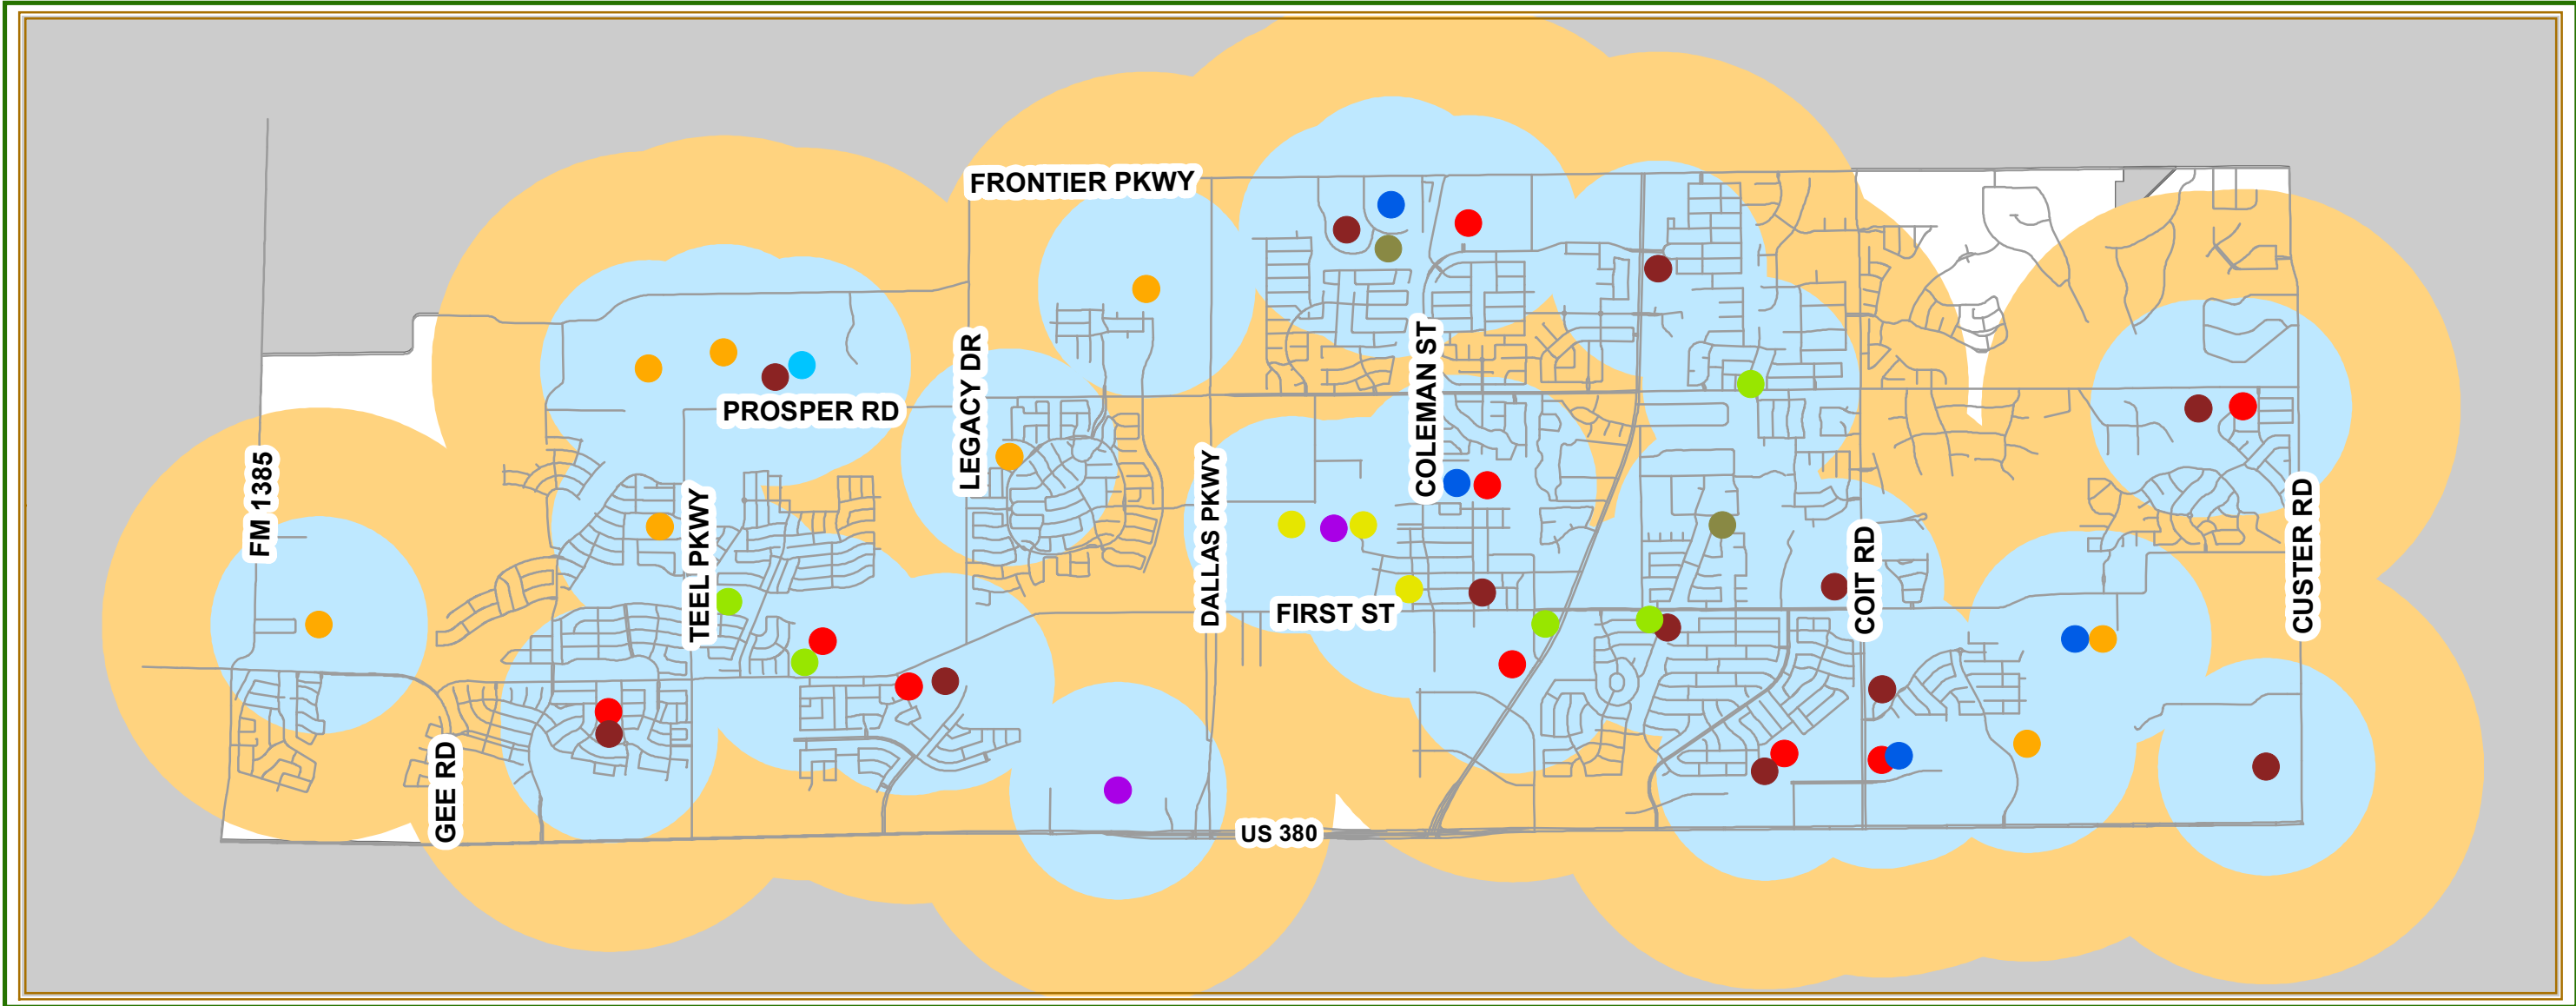 FRONTIER PKWY
PROSPER RD
LEGACY DR
COLEMAN ST
FM 1385
TEEL PKWY
DALLAS PKWY
FIRST ST
COIT RD
CUSTER RD
GEE RD
US 380